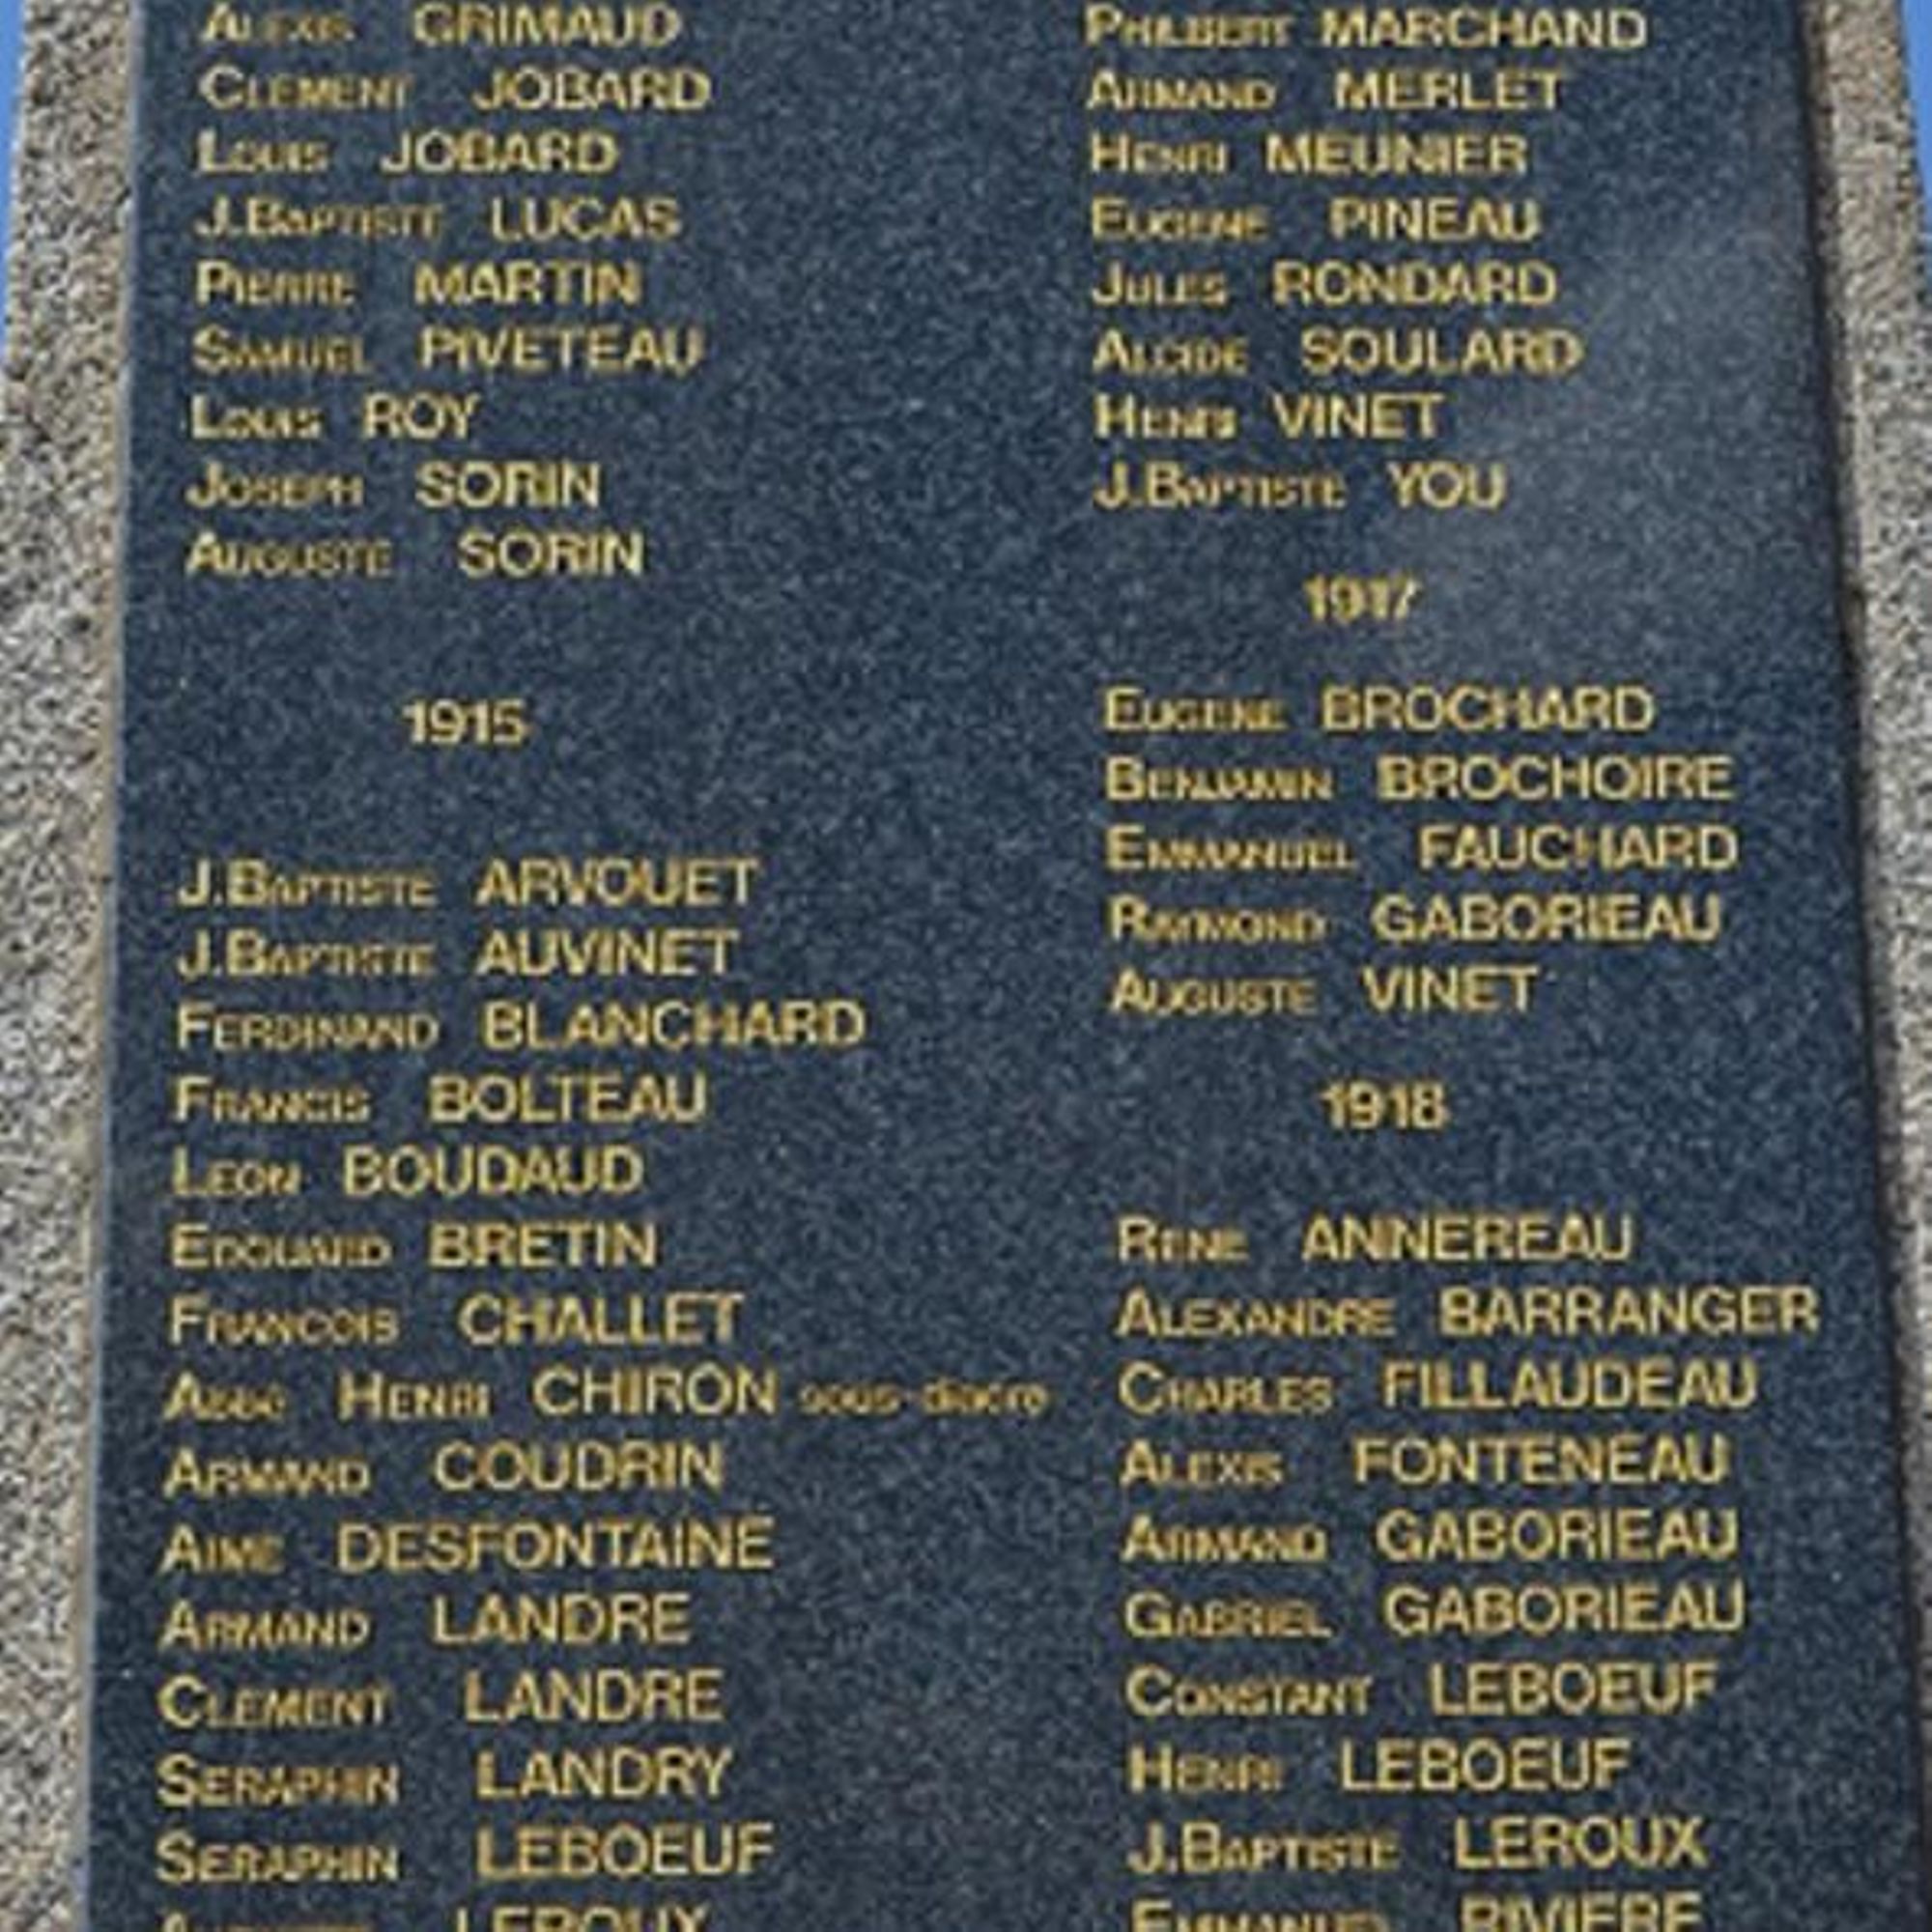 Alexis GRIMAUD
Clement JOBARD
Louis JOBARD
J.Baptiste LUCAS
Pierre MARTIN
Samuel PIVETEAU
Louis ROY
Joseph SORIN
Auguste SORIN
1915
J.Baptiste ARVOUET
J.Baptiste AUVINET
Ferdinand BLANCHARD
Francis BOLTEAU
Leon BOUDAUD
Edouard BRETIN
Francois CHALLET
Abbe Henri CHIRON sous-diacre
Armand COUDRIN
Aime DESFONTAINE
Armand LANDRE
Clement LANDRE
Seraphin LANDRY
Seraphin LEBOEUF
LEROUX
Philbert MARCHAND
Armand MERLET
Henri MEUNIER
Eugene PINEAU
Jules RONDARD
Alcide SOULARD
Henri VINET
J.Baptiste YOU
1917
Eugene BROCHARD
Benjamin BROCHOIRE
Emmanuel FAUCHARD
Raymond GABORIEAU
Auguste VINET
1918
Rene ANNEREAU
Alexandre BARRANGER
Charles FILLAUDEAU
Alexis FONTENEAU
Armand GABORIEAU
Gabriel GABORIEAU
Constant LEBOEUF
Henri LEBOEUF
J.Baptiste LEROUX
Emmanuel RIVIERE